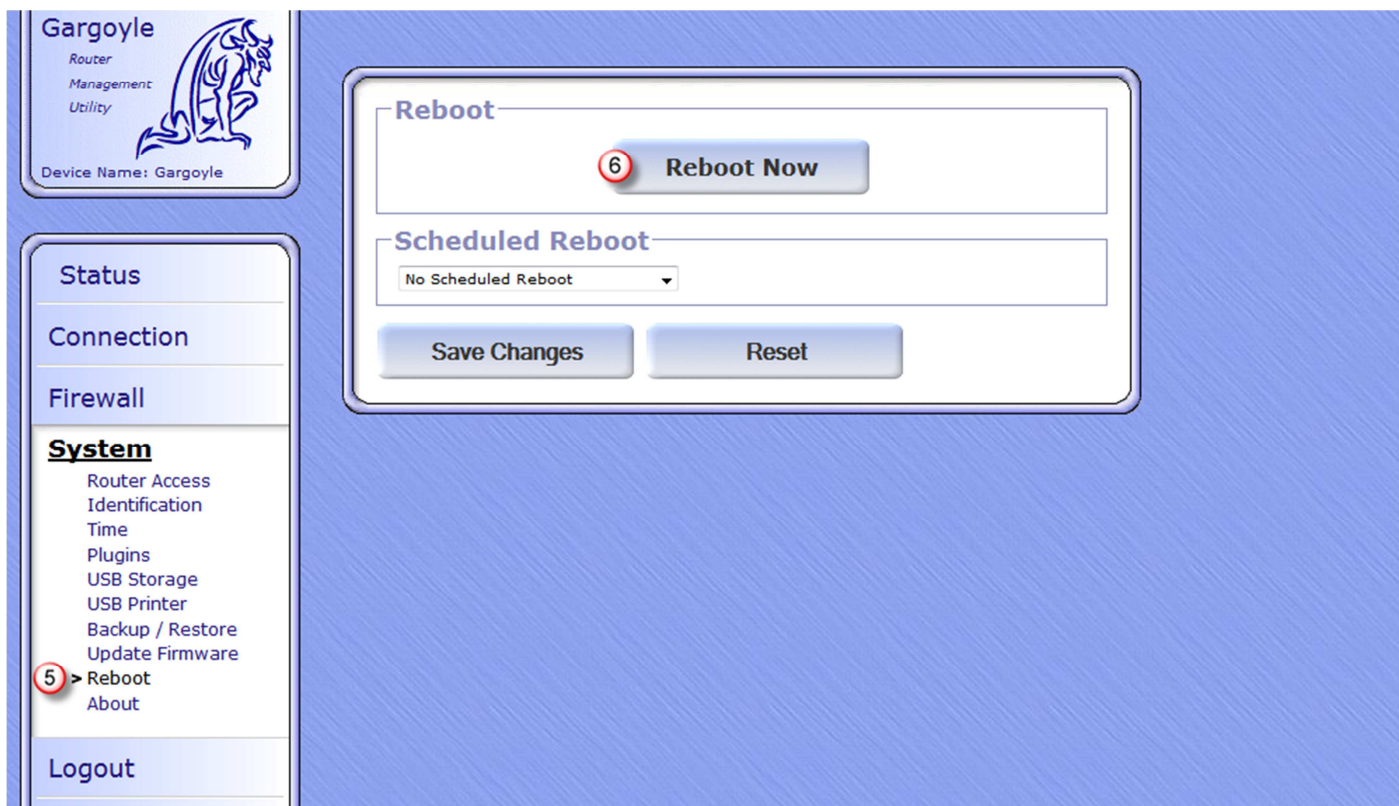 Gargoyle
Router
Management
Utility
Device Name: Gargoyle
Status
Connection
Firewall
System
Router Access
Identification
Time
Plugins
USB Storage
USB Printer
Backup / Restore
Update Firmware
5 > Reboot
About
Logout
Reboot
6 Reboot Now
Scheduled Reboot
No Scheduled Reboot
Save Changes Reset